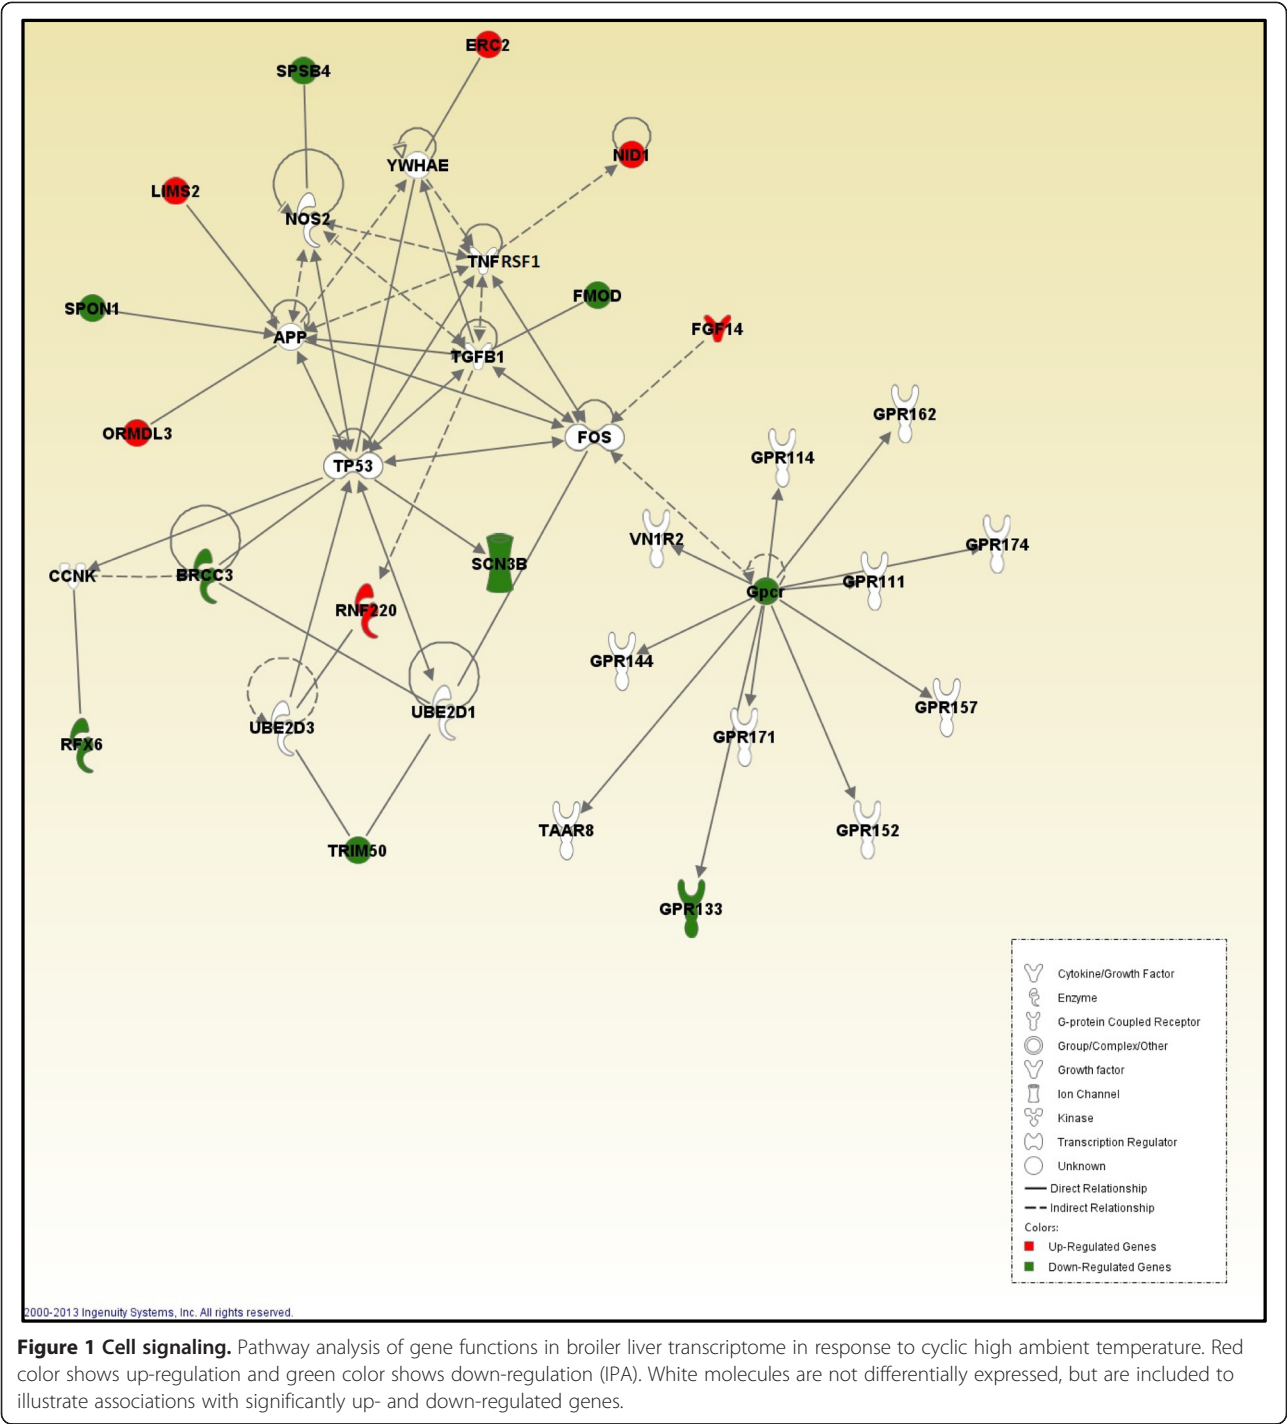 ERC2
SPSB4
NID1
YWHAE
LIMS2
NOS2
TNFRSF1
FMOD
SPON1
FGF14
APP
TGFB1
GPR162
ORMDL3
FOS
GPR114
TP53
VN1R2
GPR174
SCN3B
CCNK
BRCC3
GPR111
Gpcr
RNF220
GPR144
GPR157
UBE2D1
UBE2D3
GPR171
RFX6
TAAR8
GPR152
TRIM50
GPR133
Cytokine/Growth Factor
Enzyme
G-protein Coupled Receptor
Group/Complex/Other
Growth factor
Ion Channel
Kinase
Transcription Regulator
Unknown
Direct Relationship
Indirect Relationship
Colors:
Up-Regulated Genes
Down-Regulated Genes
2000-2013 Ingenuity Systems, Inc. All rights reserved.
Figure 1 Cell signaling. Pathway analysis of gene functions in broiler liver transcriptome in response to cyclic high ambient temperature. Red
color shows up-regulation and green color shows down-regulation (IPA). White molecules are not differentially expressed, but are included to
illustrate associations with significantly up- and down-regulated genes.